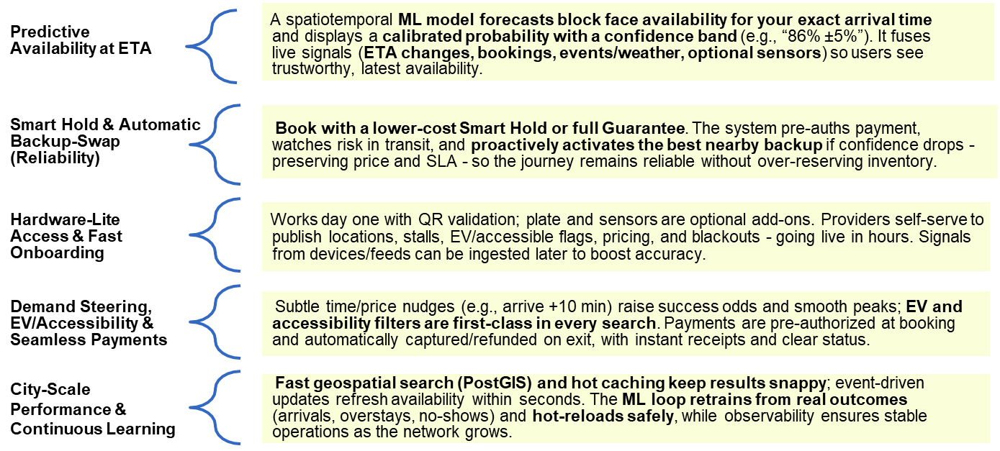 Predictive
Availability at ETA
A spatiotemporal ML model forecasts block face availability for your exact arrival time
and displays a calibrated probability with a confidence band (e.g., “86% ±5%”). It fuses
live signals (ETA changes, bookings, events/weather, optional sensors) so users see
trustworthy, latest availability.
Smart Hold & Automatic
Backup-Swap
(Reliability)
Book with a lower-cost Smart Hold or full Guarantee. The system pre-auths payment,
watches risk in transit, and proactively activates the best nearby backup if confidence drops -
preserving price and SLA - so the journey remains reliable without over-reserving inventory.
Hardware-Lite
Access & Fast
Onboarding
Works day one with QR validation; plate and sensors are optional add-ons. Providers self-serve to
publish locations, stalls, EV/accessible flags, pricing, and blackouts - going live in hours. Signals
from devices/feeds can be ingested later to boost accuracy.
Demand Steering,
EV/Accessibility &
Seamless Payments
Subtle time/price nudges (e.g., arrive +10 min) raise success odds and smooth peaks; EV and
accessibility filters are first-class in every search. Payments are pre-authorized at booking
and automatically captured/refunded on exit, with instant receipts and clear status.
City-Scale
Performance &
Continuous Learning
Fast geospatial search (PostGIS) and hot caching keep results snappy; event-driven
updates refresh availability within seconds. The ML loop retrains from real outcomes
(arrivals, overstays, no-shows) and hot-reloads safely, while observability ensures stable
operations as the network grows.